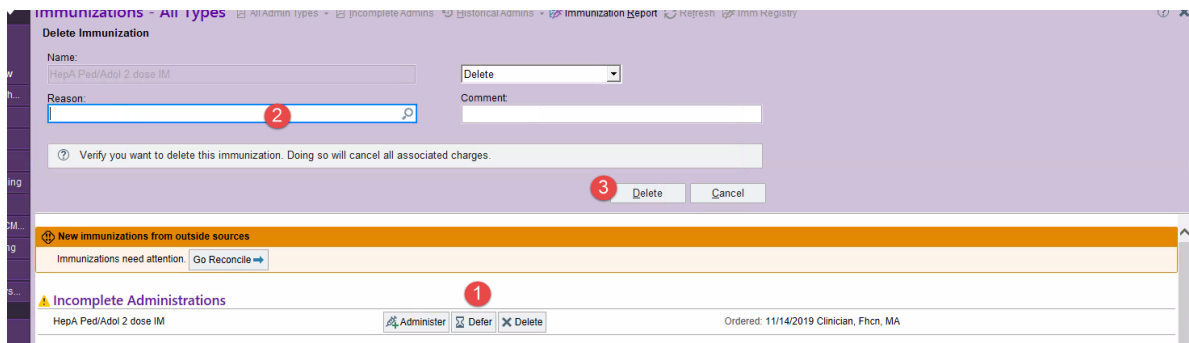 Immunizations - All Types All Admin Types Incomplete Admins Historical Admins Immunization Report Refresh Imm Registry
Delete Immunization
Name:
HepA Ped/Adol 2 dose IM
Delete
Reason:
Comment:
2
? Verify you want to delete this immunization. Doing so will cancel all associated charges.
3 Delete Cancel
New immunizations from outside sources
Immunizations need attention. Go Reconcile
Incomplete Administrations
1
HepA Ped/Adol 2 dose IM Administer Defer Delete Ordered: 11/14/2019 Clinician, Fhcn, MA